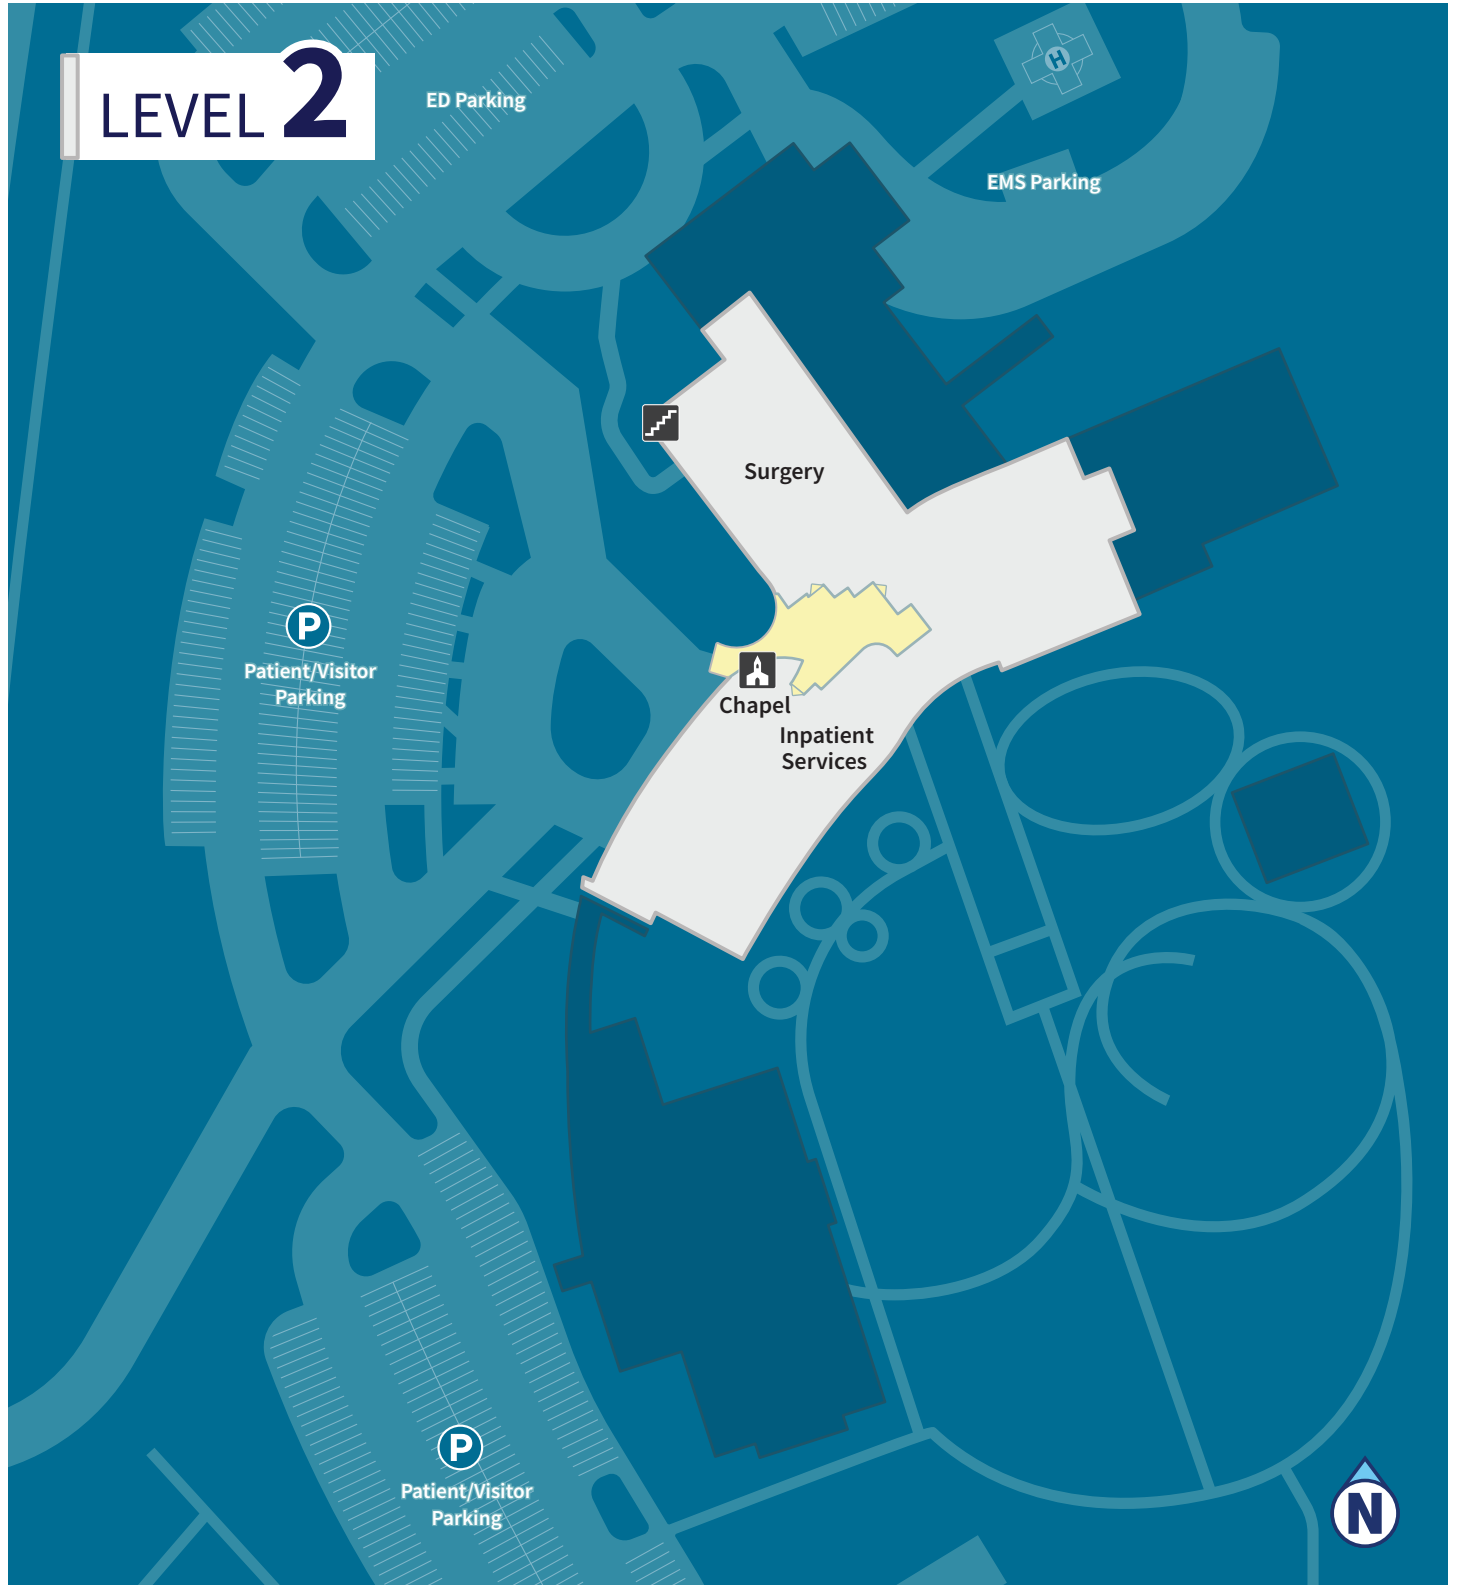 LEVEL 2
ED Parking
H
EMS Parking
Surgery
P
Patient/Visitor
Parking
Chapel
Inpatient
Services
P
Patient/Visitor
Parking
N